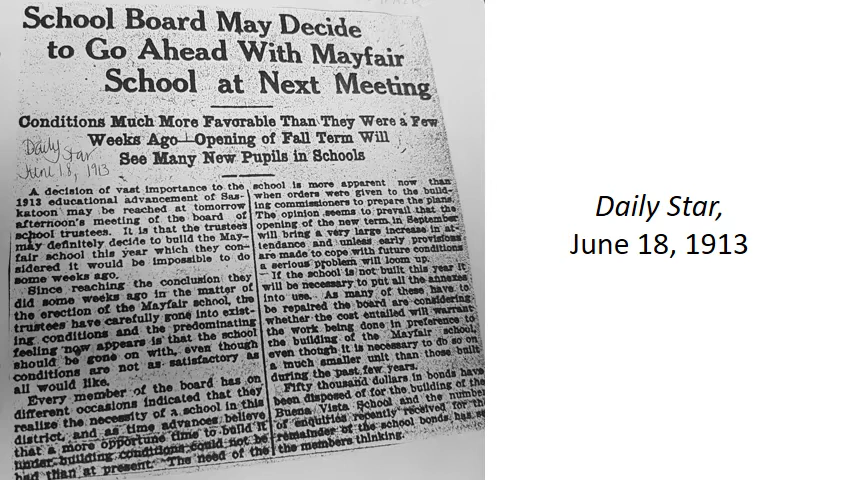 School Board May Decide
to Go Ahead With Mayfair
School at Next Meeting
Conditions Much More Favorable Than They Were a Few
Weeks Ago—Opening of Fall Term Will
See Many New Pupils in Schools
Daily
Star
June 18, 1913
A decision of vast importance to the
1913 educational advancement of Sas-
katoon may be reached at tomorrow
afternoon's meeting of the board of
school trustees. It is that the trustees
may definitely decide to build the May-
fair school this year which they con-
sidered it would be impossible to do
some weeks ago.
Since reaching the conclusion they
did some weeks ago in the matter of
the erection of the Mayfair school, the
trustees have carefully gone into exist-
ing conditions and the predominating
feeling now appears is that the school
should be gone on with, even though
conditions are not as satisfactory as
all would like.
Every member of the board has on
different occasions indicated that they
realize the necessity of a school in this
district, and as time advances believe
that a more opportune time to build it
under building conditions could not be
had than at present. The need of the
school is more apparent now than
when orders were given to the build-
ing commissioners to prepare the plans.
The opinion seems to prevail that the
opening of the new term in September
will bring a very large increase in at-
tendance and unless early provisions
are made to cope with future conditions
a serious problem will loom up.
If the school is not built this year it
will be necessary to put all the annexes
into use. As many of these have to
be repaired the board are considering
whether the cost entailed will warrant
the work being done in preference to
the building of the Mayfair school,
even though it is necessary to do so on
a much smaller unit than those built
during the past few years.
Fifty thousand dollars in bonds have
been disposed of for the building of the
Buena Vista School and the number
of enquiries recently received for th
remainder of the school bonds has se
the members thinking.
Daily Star,
June 18, 1913